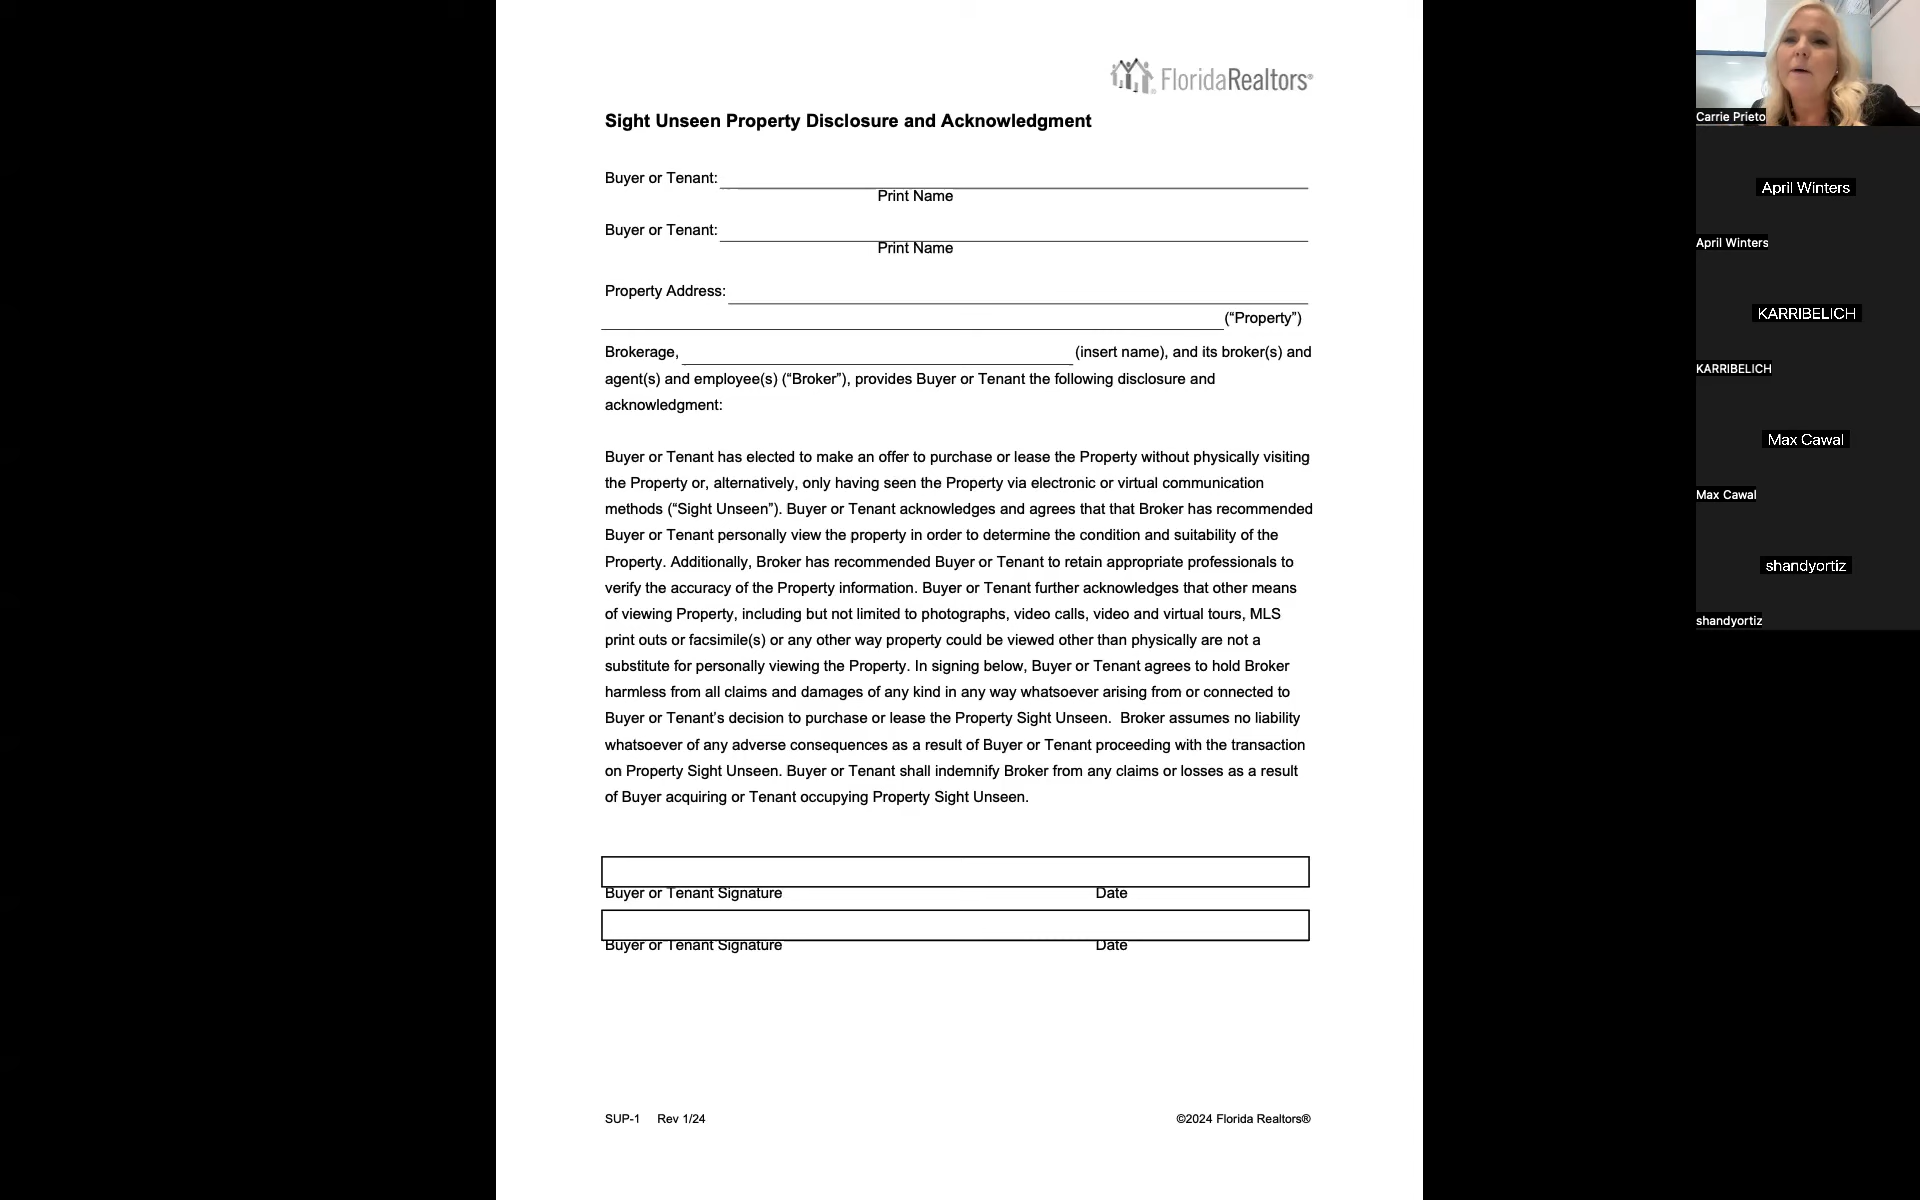 FloridaRealtors®
Sight Unseen Property Disclosure and Acknowledgment
Buyer or Tenant:
Print Name
Buyer or Tenant:
Print Name
Property Address:
(“Property”)
Brokerage, (insert name), and its broker(s) and
agent(s) and employee(s) (“Broker”), provides Buyer or Tenant the following disclosure and
acknowledgment:
Buyer or Tenant has elected to make an offer to purchase or lease the Property without physically visiting
the Property or, alternatively, only having seen the Property via electronic or virtual communication
methods (“Sight Unseen”). Buyer or Tenant acknowledges and agrees that that Broker has recommended
Buyer or Tenant personally view the property in order to determine the condition and suitability of the
Property. Additionally, Broker has recommended Buyer or Tenant to retain appropriate professionals to
verify the accuracy of the Property information. Buyer or Tenant further acknowledges that other means
of viewing Property, including but not limited to photographs, video calls, video and virtual tours, MLS
print outs or facsimile(s) or any other way property could be viewed other than physically are not a
substitute for personally viewing the Property. In signing below, Buyer or Tenant agrees to hold Broker
harmless from all claims and damages of any kind in any way whatsoever arising from or connected to
Buyer or Tenant’s decision to purchase or lease the Property Sight Unseen.  Broker assumes no liability
whatsoever of any adverse consequences as a result of Buyer or Tenant proceeding with the transaction
on Property Sight Unseen. Buyer or Tenant shall indemnify Broker from any claims or losses as a result
of Buyer acquiring or Tenant occupying Property Sight Unseen.
Buyer or Tenant Signature Date
Buyer or Tenant Signature Date
SUP-1 Rev 1/24 ©2024 Florida Realtors®
Carrie Prieto
April Winters
April Winters
KARRIBELICH
KARRIBELICH
Max Cawal
Max Cawal
shandyortiz
shandyortiz